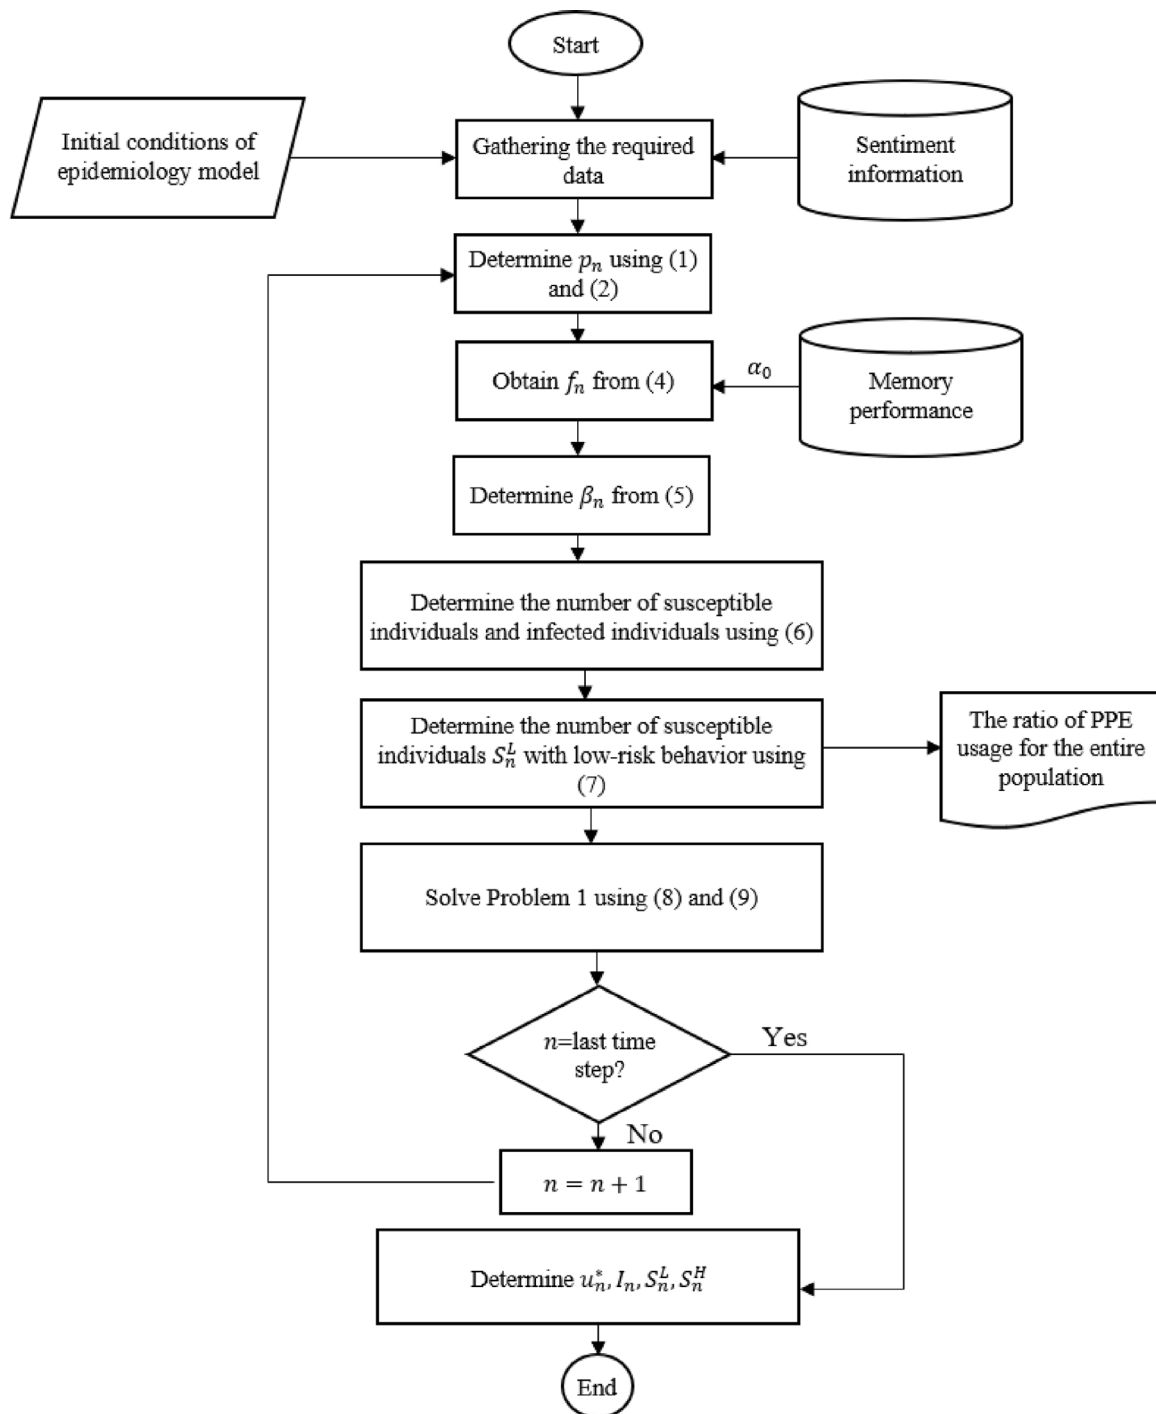 Start
Initial conditions of
epidemiology model
Gathering the required
data
Sentiment
information
Determine pₙ using (1)
and (2)
Obtain fₙ from (4)
α₀
Memory
performance
Determine βₙ from (5)
Determine the number of susceptible
individuals and infected individuals using (6)
Determine the number of susceptible
individuals Sₙᴸ with low-risk behavior using
(7)
The ratio of PPE
usage for the entire
population
Solve Problem 1 using (8) and (9)
n=last time
step?
Yes
No
n = n + 1
Determine uₙ*, Iₙ, Sₙᴸ, Sₙᴴ
End